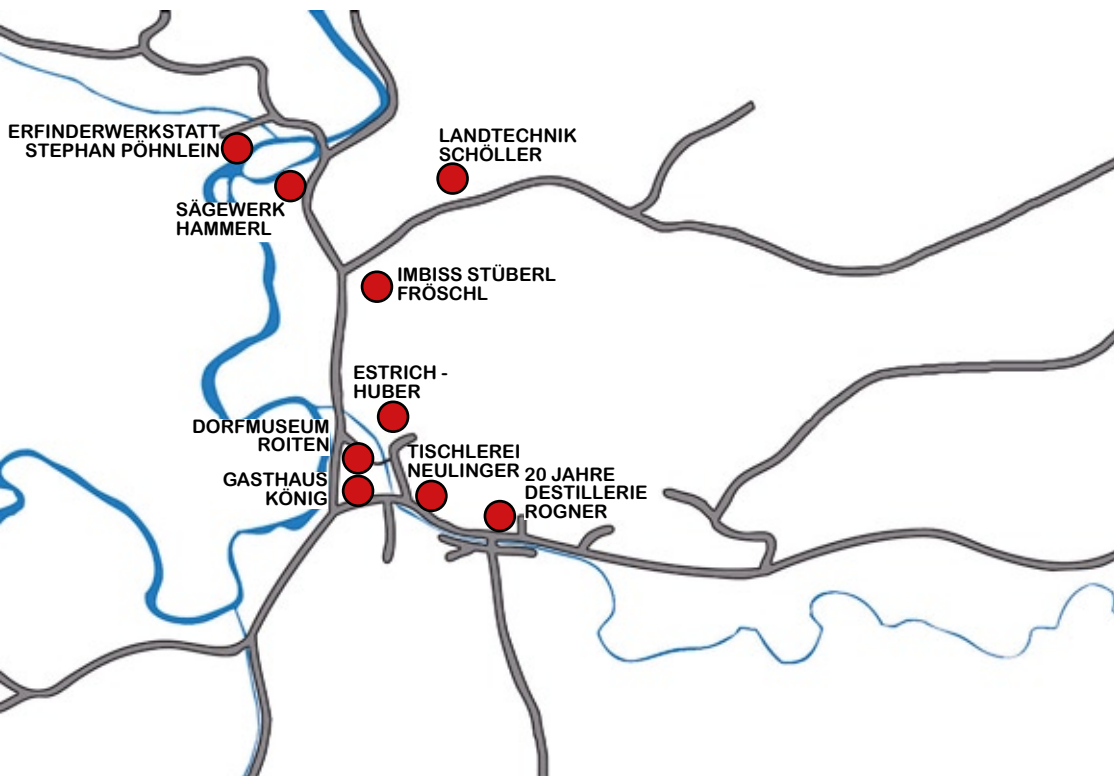 ERFINDERWERKSTATT
STEPHAN PÖHNLEIN
LANDTECHNIK
SCHÖLLER
SÄGEWERK
HAMMERL
IMBISS STÜBERL
FRÖSCHL
ESTRICH -
HUBER
DORFMUSEUM
ROITEN
TISCHLEREI
NEULINGER
GASTHAUS
KÖNIG
20 JAHRE
DESTILLERIE
ROGNER